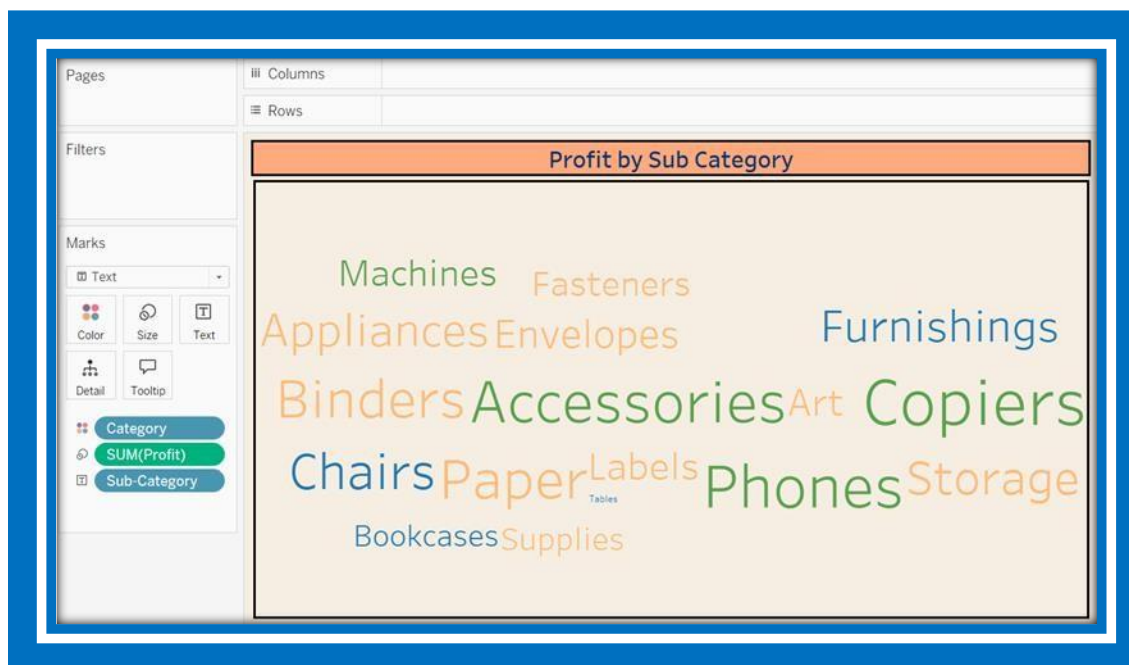 Pages
Columns
Rows
Filters
Profit by Sub Category
Marks
Text
Color
Size
Text
Detail
Tooltip
Category
SUM(Profit)
Sub-Category
Machines
Fasteners
Appliances
Envelopes
Furnishings
Binders
Accessories
Art
Copiers
Chairs
Paper
Labels
Tables
Phones
Storage
Bookcases
Supplies